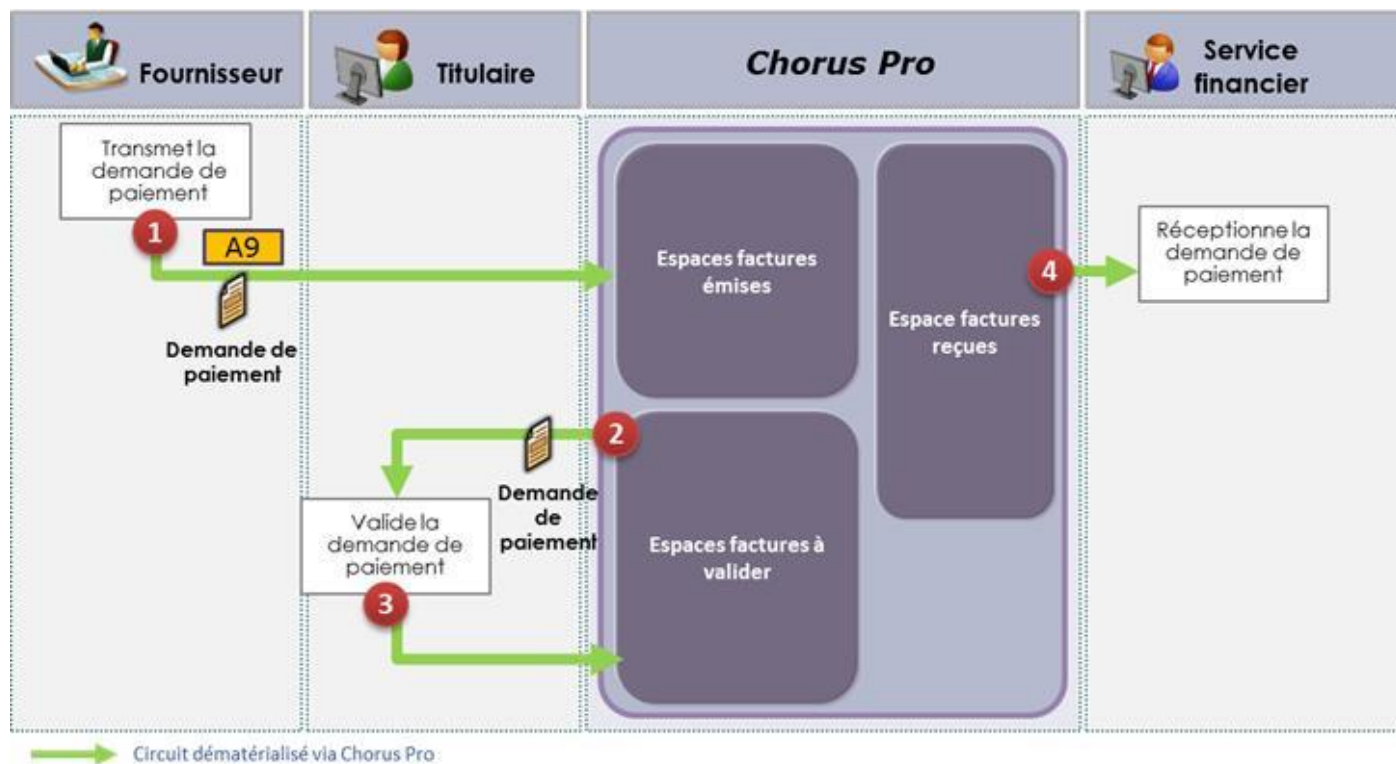 Fournisseur
Titulaire
Chorus Pro
Service
financier
Transmet la
demande de
paiement
1
A9
Demande de
paiement
Espaces factures
émises
Espace factures
reçues
4
Réceptionne la
demande de
paiement
2
Demande
de
paiement
Valide la
demande de
paiement
3
Espaces factures à
valider
Circuit dématérialisé via Chorus Pro